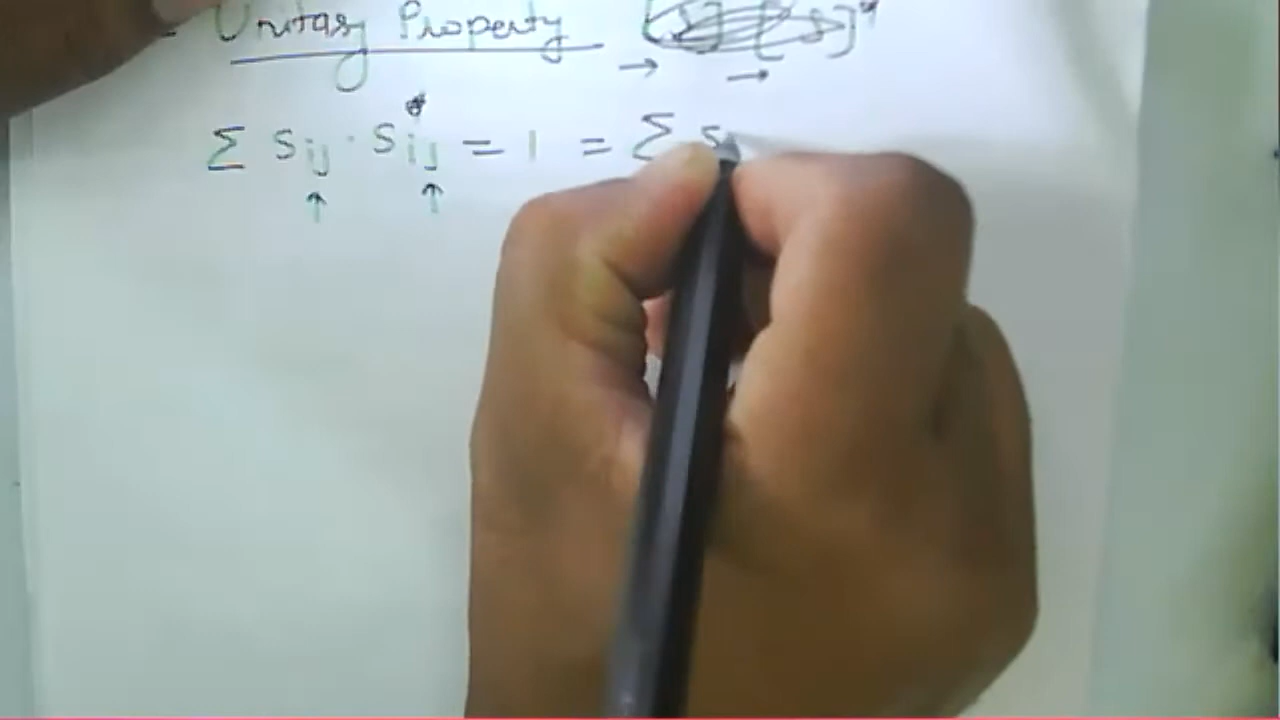 Unitary Property [S] [S]*
→ →
Σ Sij · Sij* = 1 = Σ S
↑ ↑